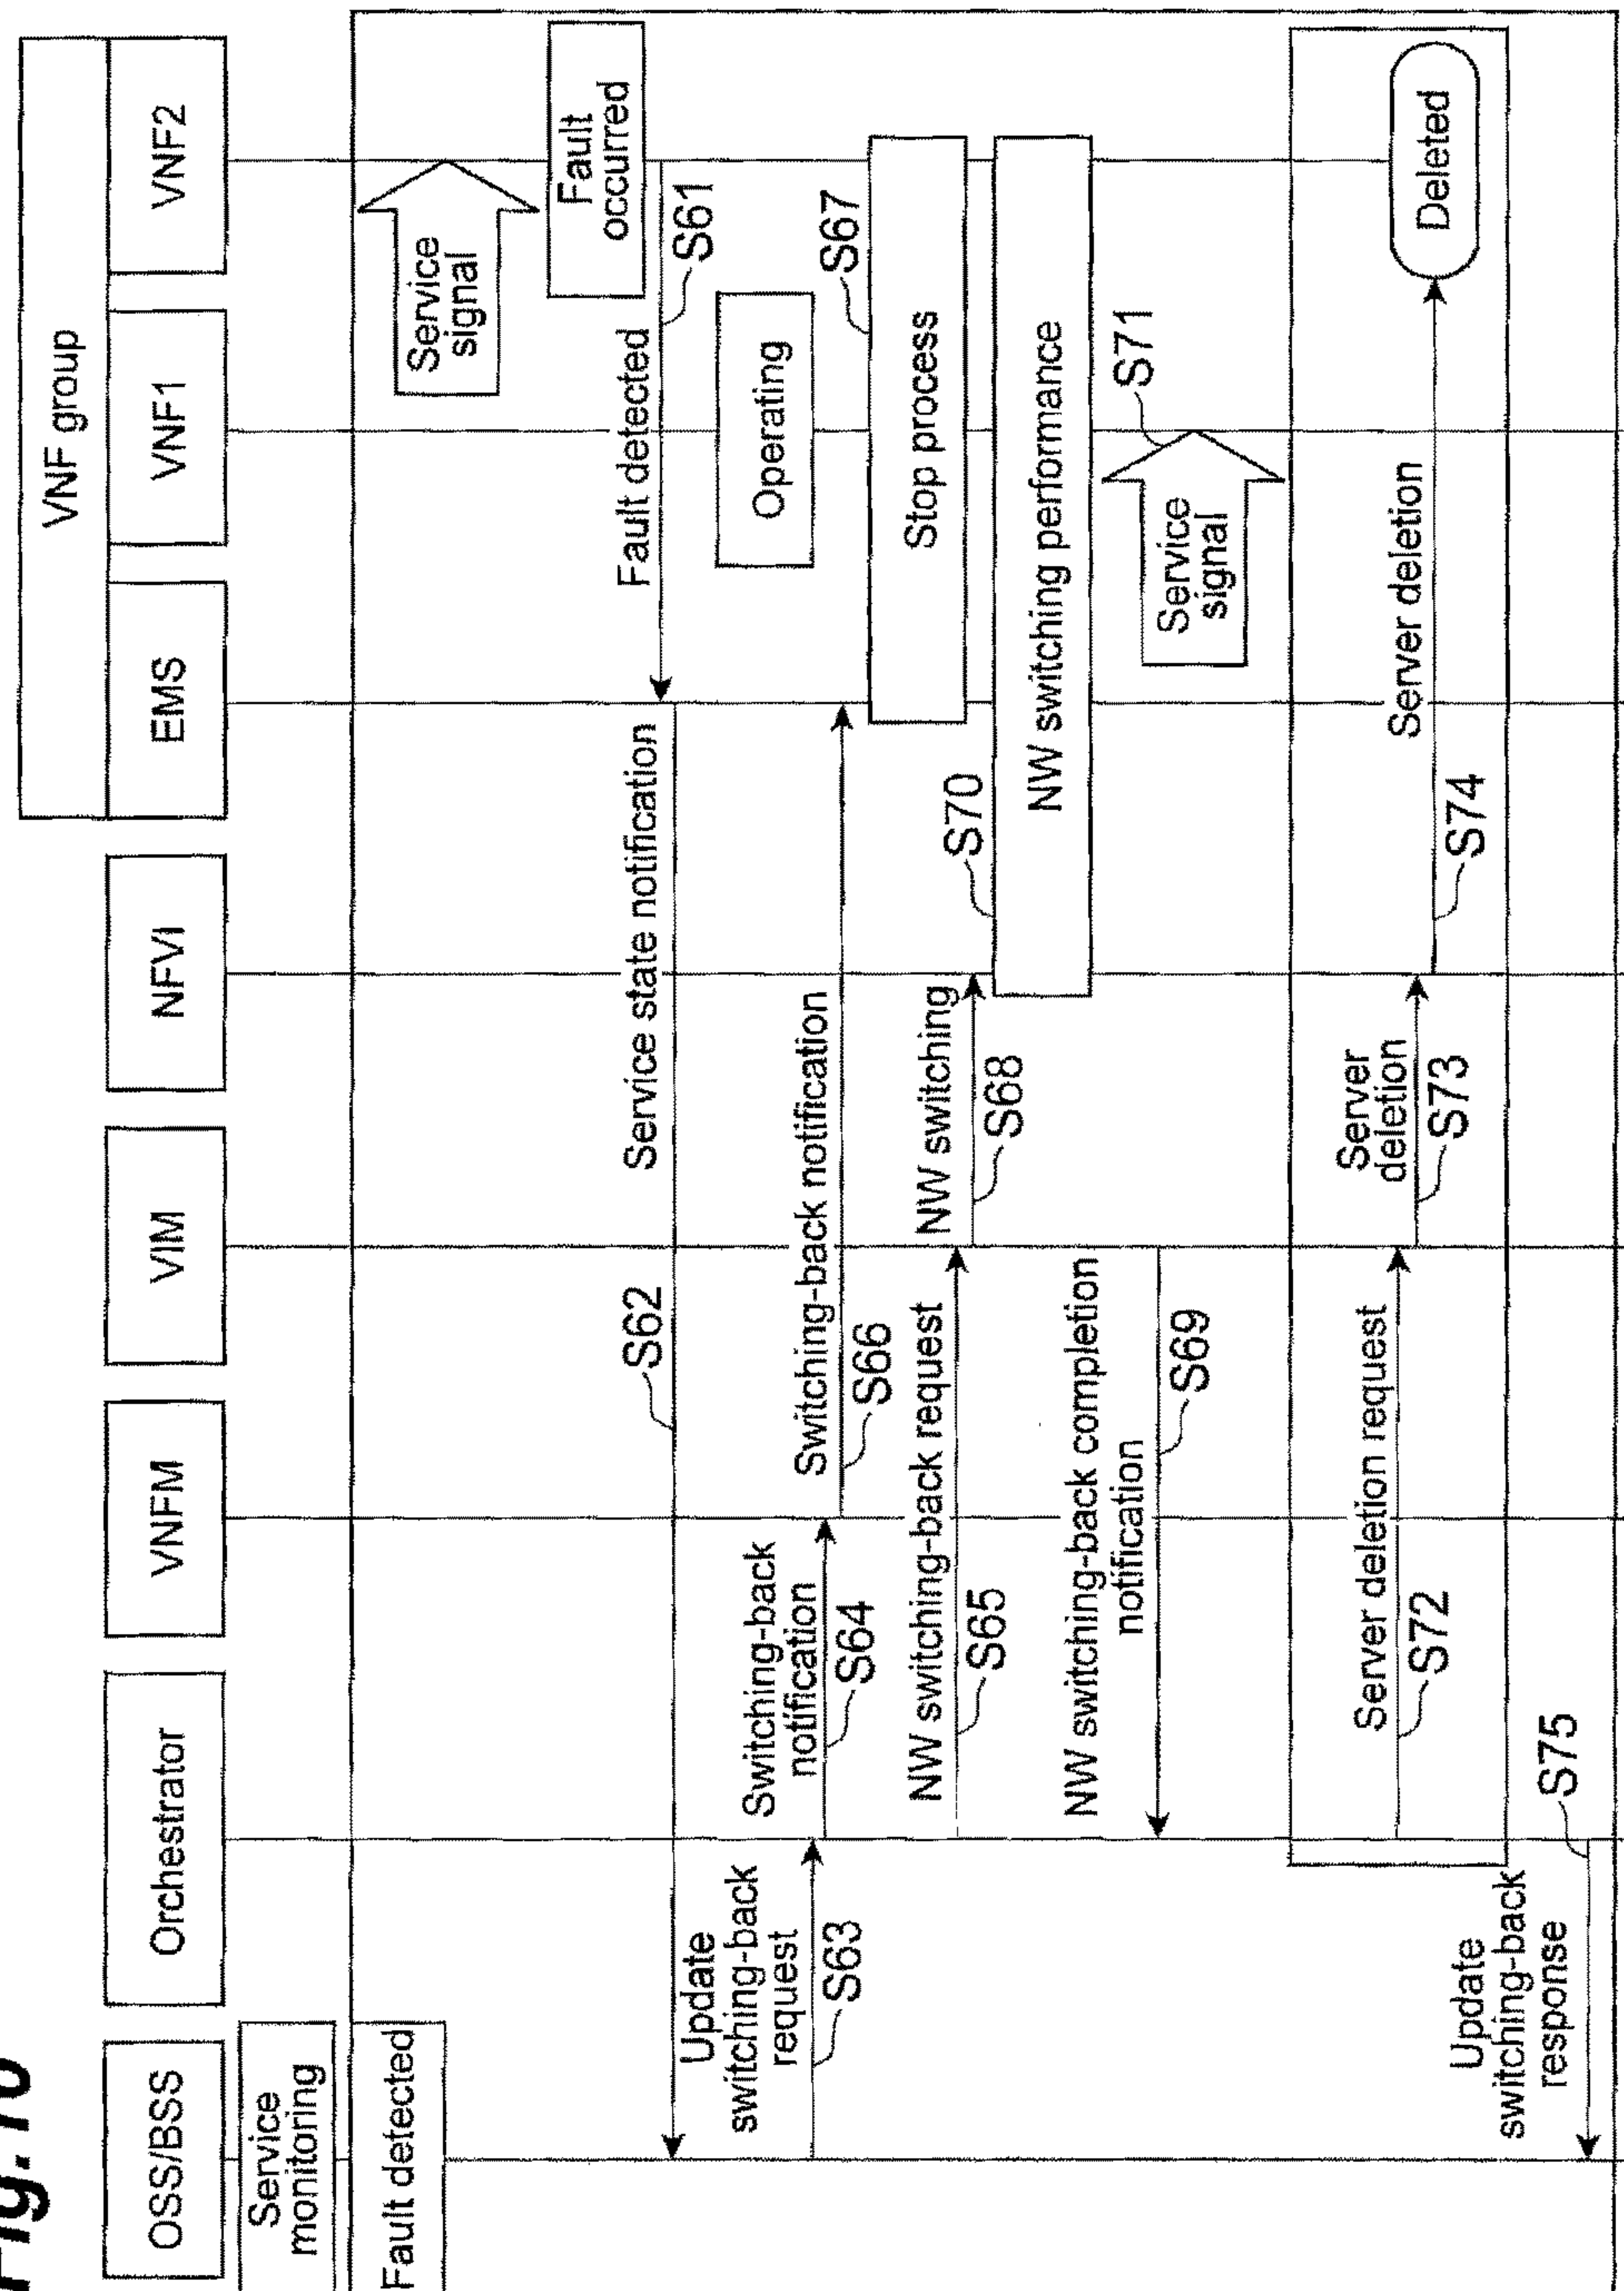 VNF group
OSS/BSS
Orchestrator
VNFM
VIM
NFVI
EMS
VNF1
VNF2
Service
monitoring
Fault detected
Service
signal
Fault
occurred
Fault detected
S61
Service state notification
S62
Operating
Update
switching-back
request
S63
Switching-back
notification
S64
Switching-back notification
S66
S67
Stop process
NW switching-back request
S65
NW switching
S68
S70
NW switching performance
NW switching-back completion
notification
S69
S71
Service
signal
Server deletion request
S72
Server
deletion
S73
Server deletion
S74
Deleted
Update
switching-back
response
S75